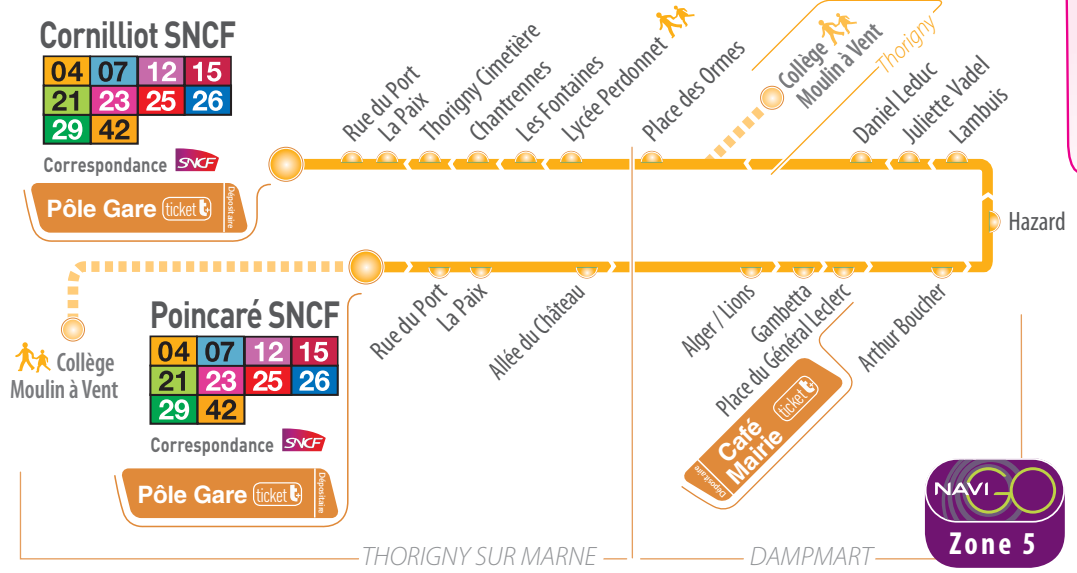 Cornilliot SNCF
04 07 12 15
21 23 25 26
29 42
Correspondance SNCF
Pôle Gare ticket t+
Dépositaire
Rue du Port
La Paix
Thorigny Cimetière
Chantrennes
Les Fontaines
Lycée Perdonnet
Place des Ormes
Collège
Moulin à Vent
Thorigny
Daniel Leduc
Juliette Vadel
Lambuis
Hazard
Rue du Port
La Paix
Allée du Château
Alger / Lions
Gambetta
Place du Général Leclerc
Arthur Boucher
Café
Mairie
ticket t+
Dépositaire
Collège
Moulin à Vent
Poincaré SNCF
04 07 12 15
21 23 25 26
29 42
Correspondance SNCF
Pôle Gare ticket t+
Dépositaire
THORIGNY SUR MARNE
DAMPMART
NAVIGO
Zone 5